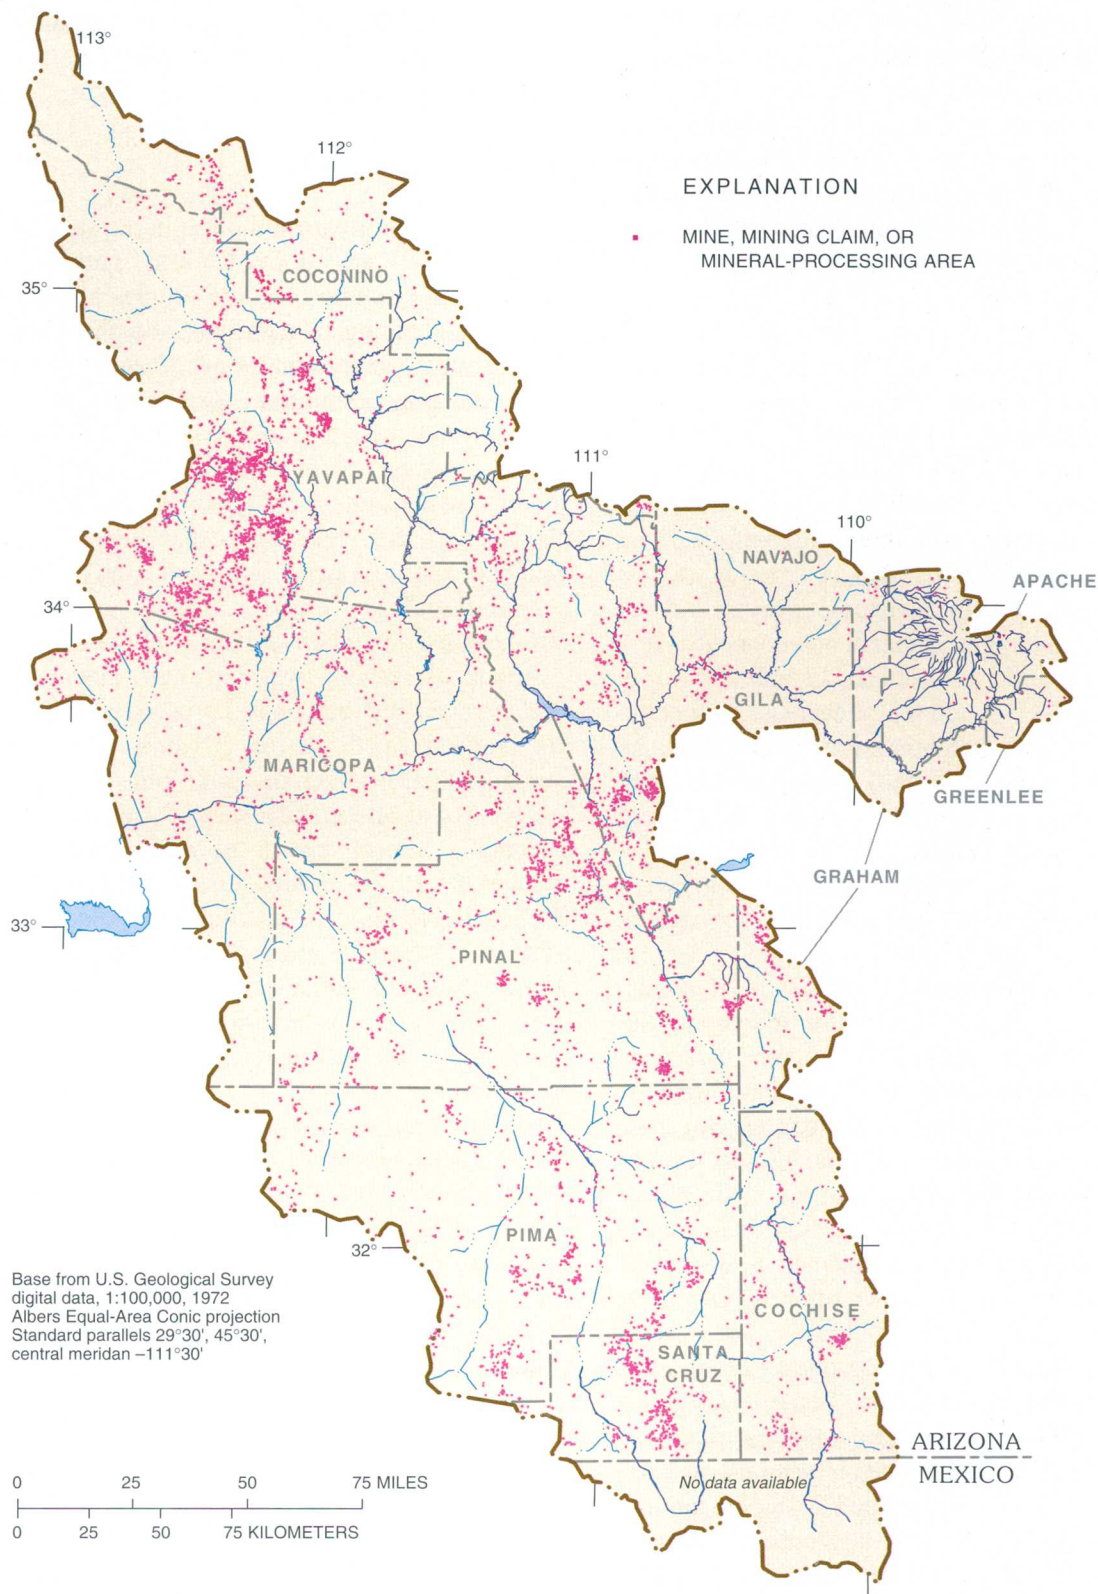 113°
112°
EXPLANATION
MINE, MINING CLAIM, OR
MINERAL-PROCESSING AREA
COCONINO
35°
111°
YAVAPAI
110°
NAVAJO
APACHE
34°
GILA
MARICOPA
GREENLEE
GRAHAM
33°
PINAL
PIMA
32°
Base from U.S. Geological Survey
digital data, 1:100,000, 1972
Albers Equal-Area Conic projection
Standard parallels 29°30', 45°30',
central meridian –111°30'
COCHISE
SANTA
CRUZ
ARIZONA
MEXICO
No data available
0 25 50 75 MILES
0 25 50 75 KILOMETERS